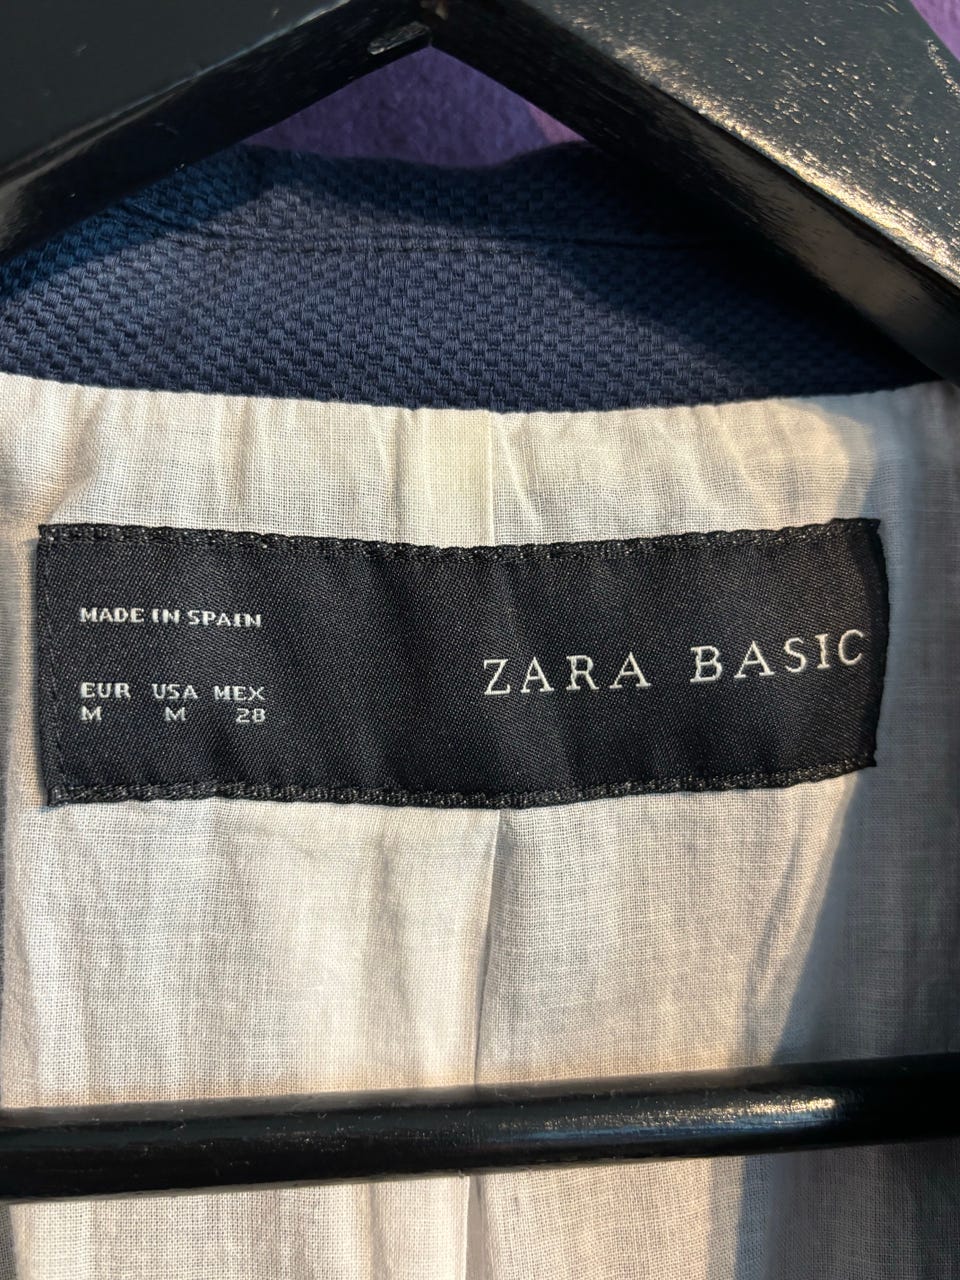 MADE IN SPAIN
EUR USA MEX
M M 28
ZARA BASIC